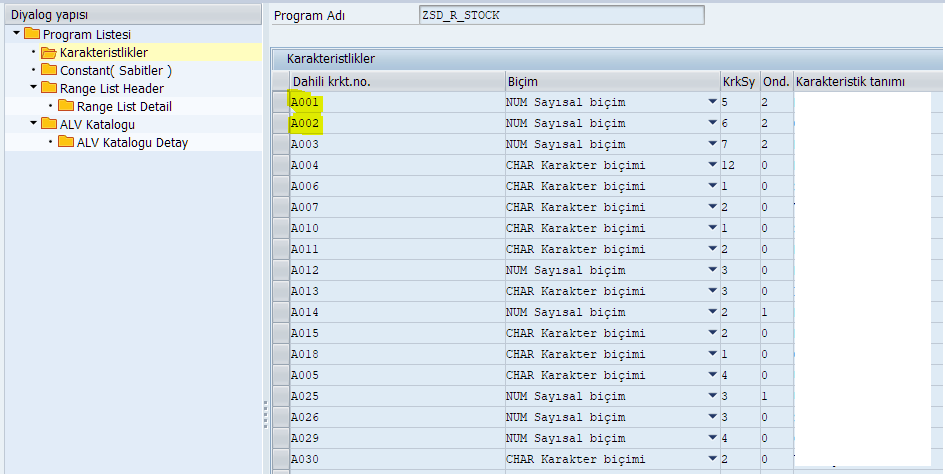 Diyalog yapısı
Program Listesi
Karakteristlikler
Constant( Sabitler )
Range List Header
Range List Detail
ALV Katalogu
ALV Katalogu Detay
Program Adı ZSD_R_STOCK
Karakteristlikler
Dahili krkt.no. Biçim KrkSy Ond. Karakteristik tanımı
A001 NUM Sayısal biçim 5 2
A002 NUM Sayısal biçim 6 2
A003 NUM Sayısal biçim 7 2
A004 CHAR Karakter biçimi 12 0
A006 CHAR Karakter biçimi 1 0
A007 CHAR Karakter biçimi 2 0
A010 CHAR Karakter biçimi 1 0
A011 CHAR Karakter biçimi 2 0
A012 NUM Sayısal biçim 3 0
A013 CHAR Karakter biçimi 3 0
A014 NUM Sayısal biçim 2 1
A015 CHAR Karakter biçimi 2 0
A018 CHAR Karakter biçimi 1 0
A005 CHAR Karakter biçimi 4 0
A025 NUM Sayısal biçim 3 1
A026 NUM Sayısal biçim 3 0
A029 NUM Sayısal biçim 4 0
A030 CHAR Karakter biçimi 2 0